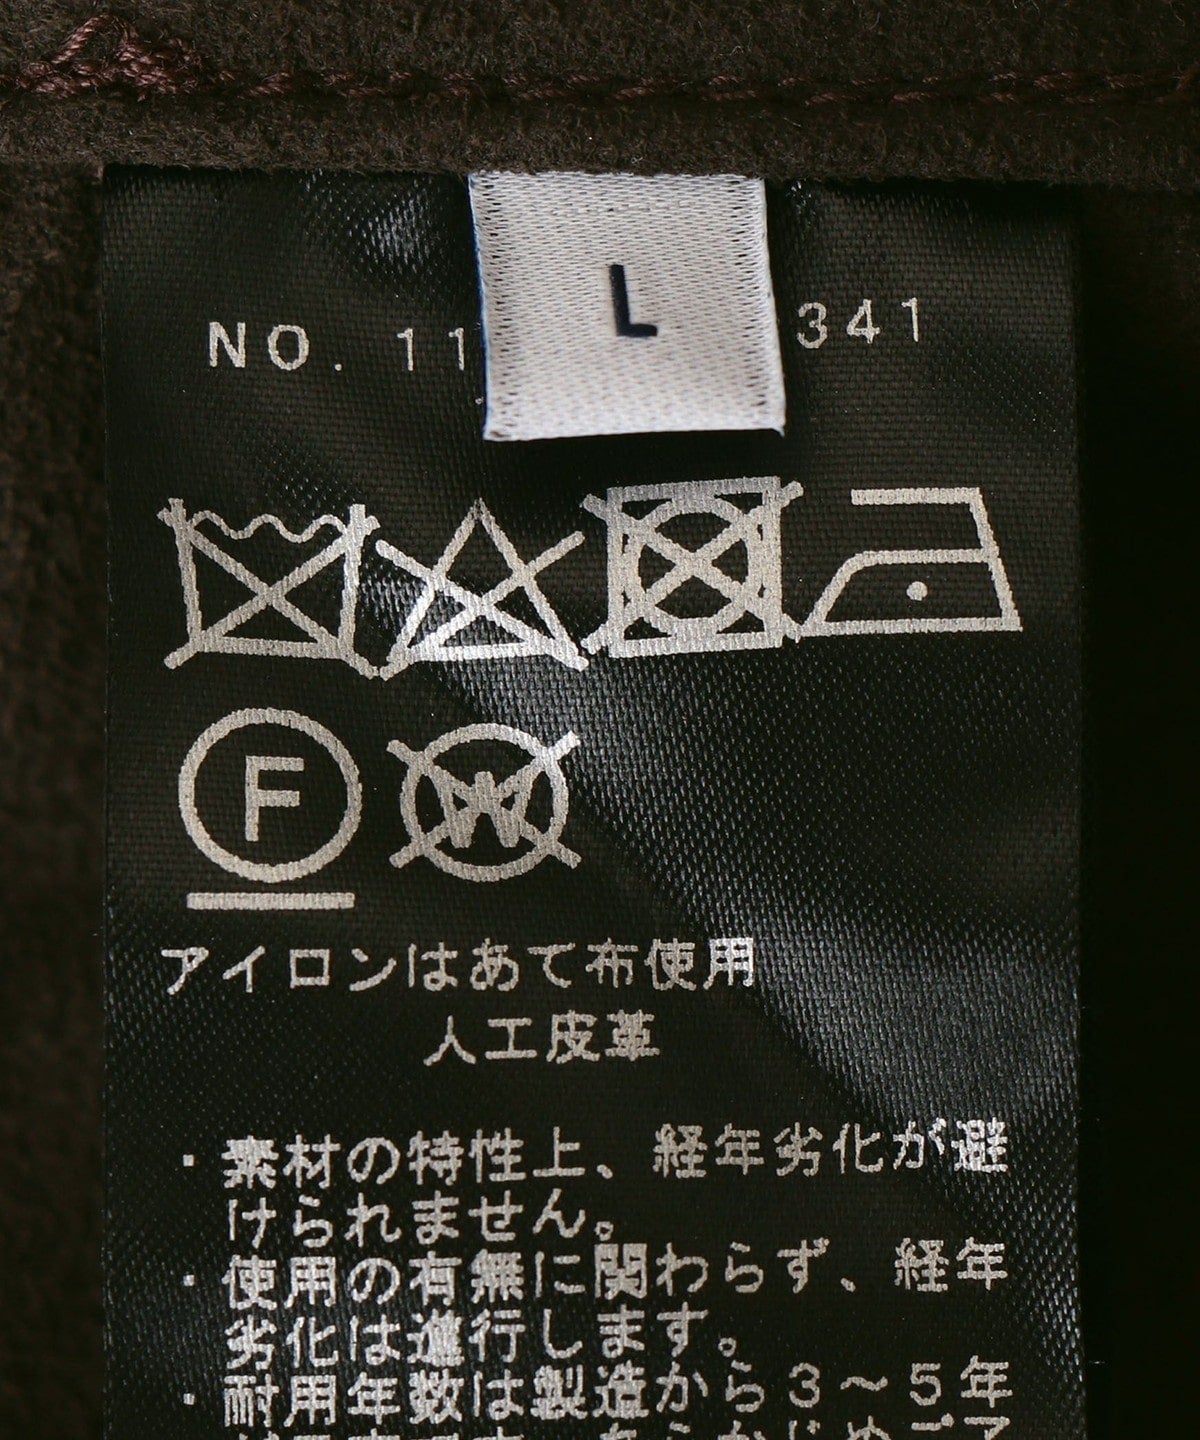 L
NO. 11 341
F
W
アイロンはあて布使用
人工皮革
・素材の特性上、経年劣化が避
けられません。
・使用の有無に関わらず、経年
劣化は進行します。
・耐用年数は製造から3～5年